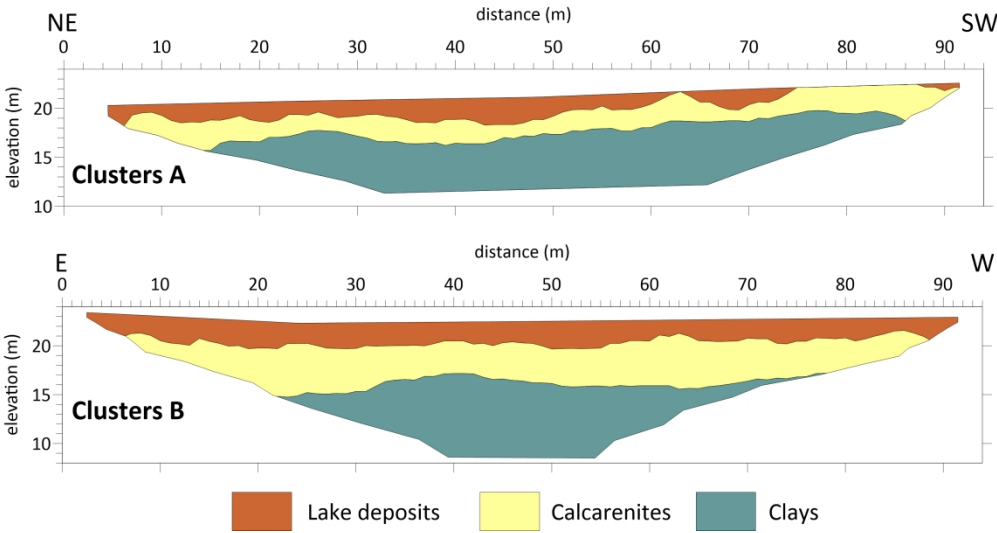 NE distance (m) SW
0 10 20 30 40 50 60 70 80 90
elevation (m)
20
15
10
Clusters A
E distance (m) W
0 10 20 30 40 50 60 70 80 90
elevation (m)
20
15
10
Clusters B
Lake deposits Calcarenites Clays